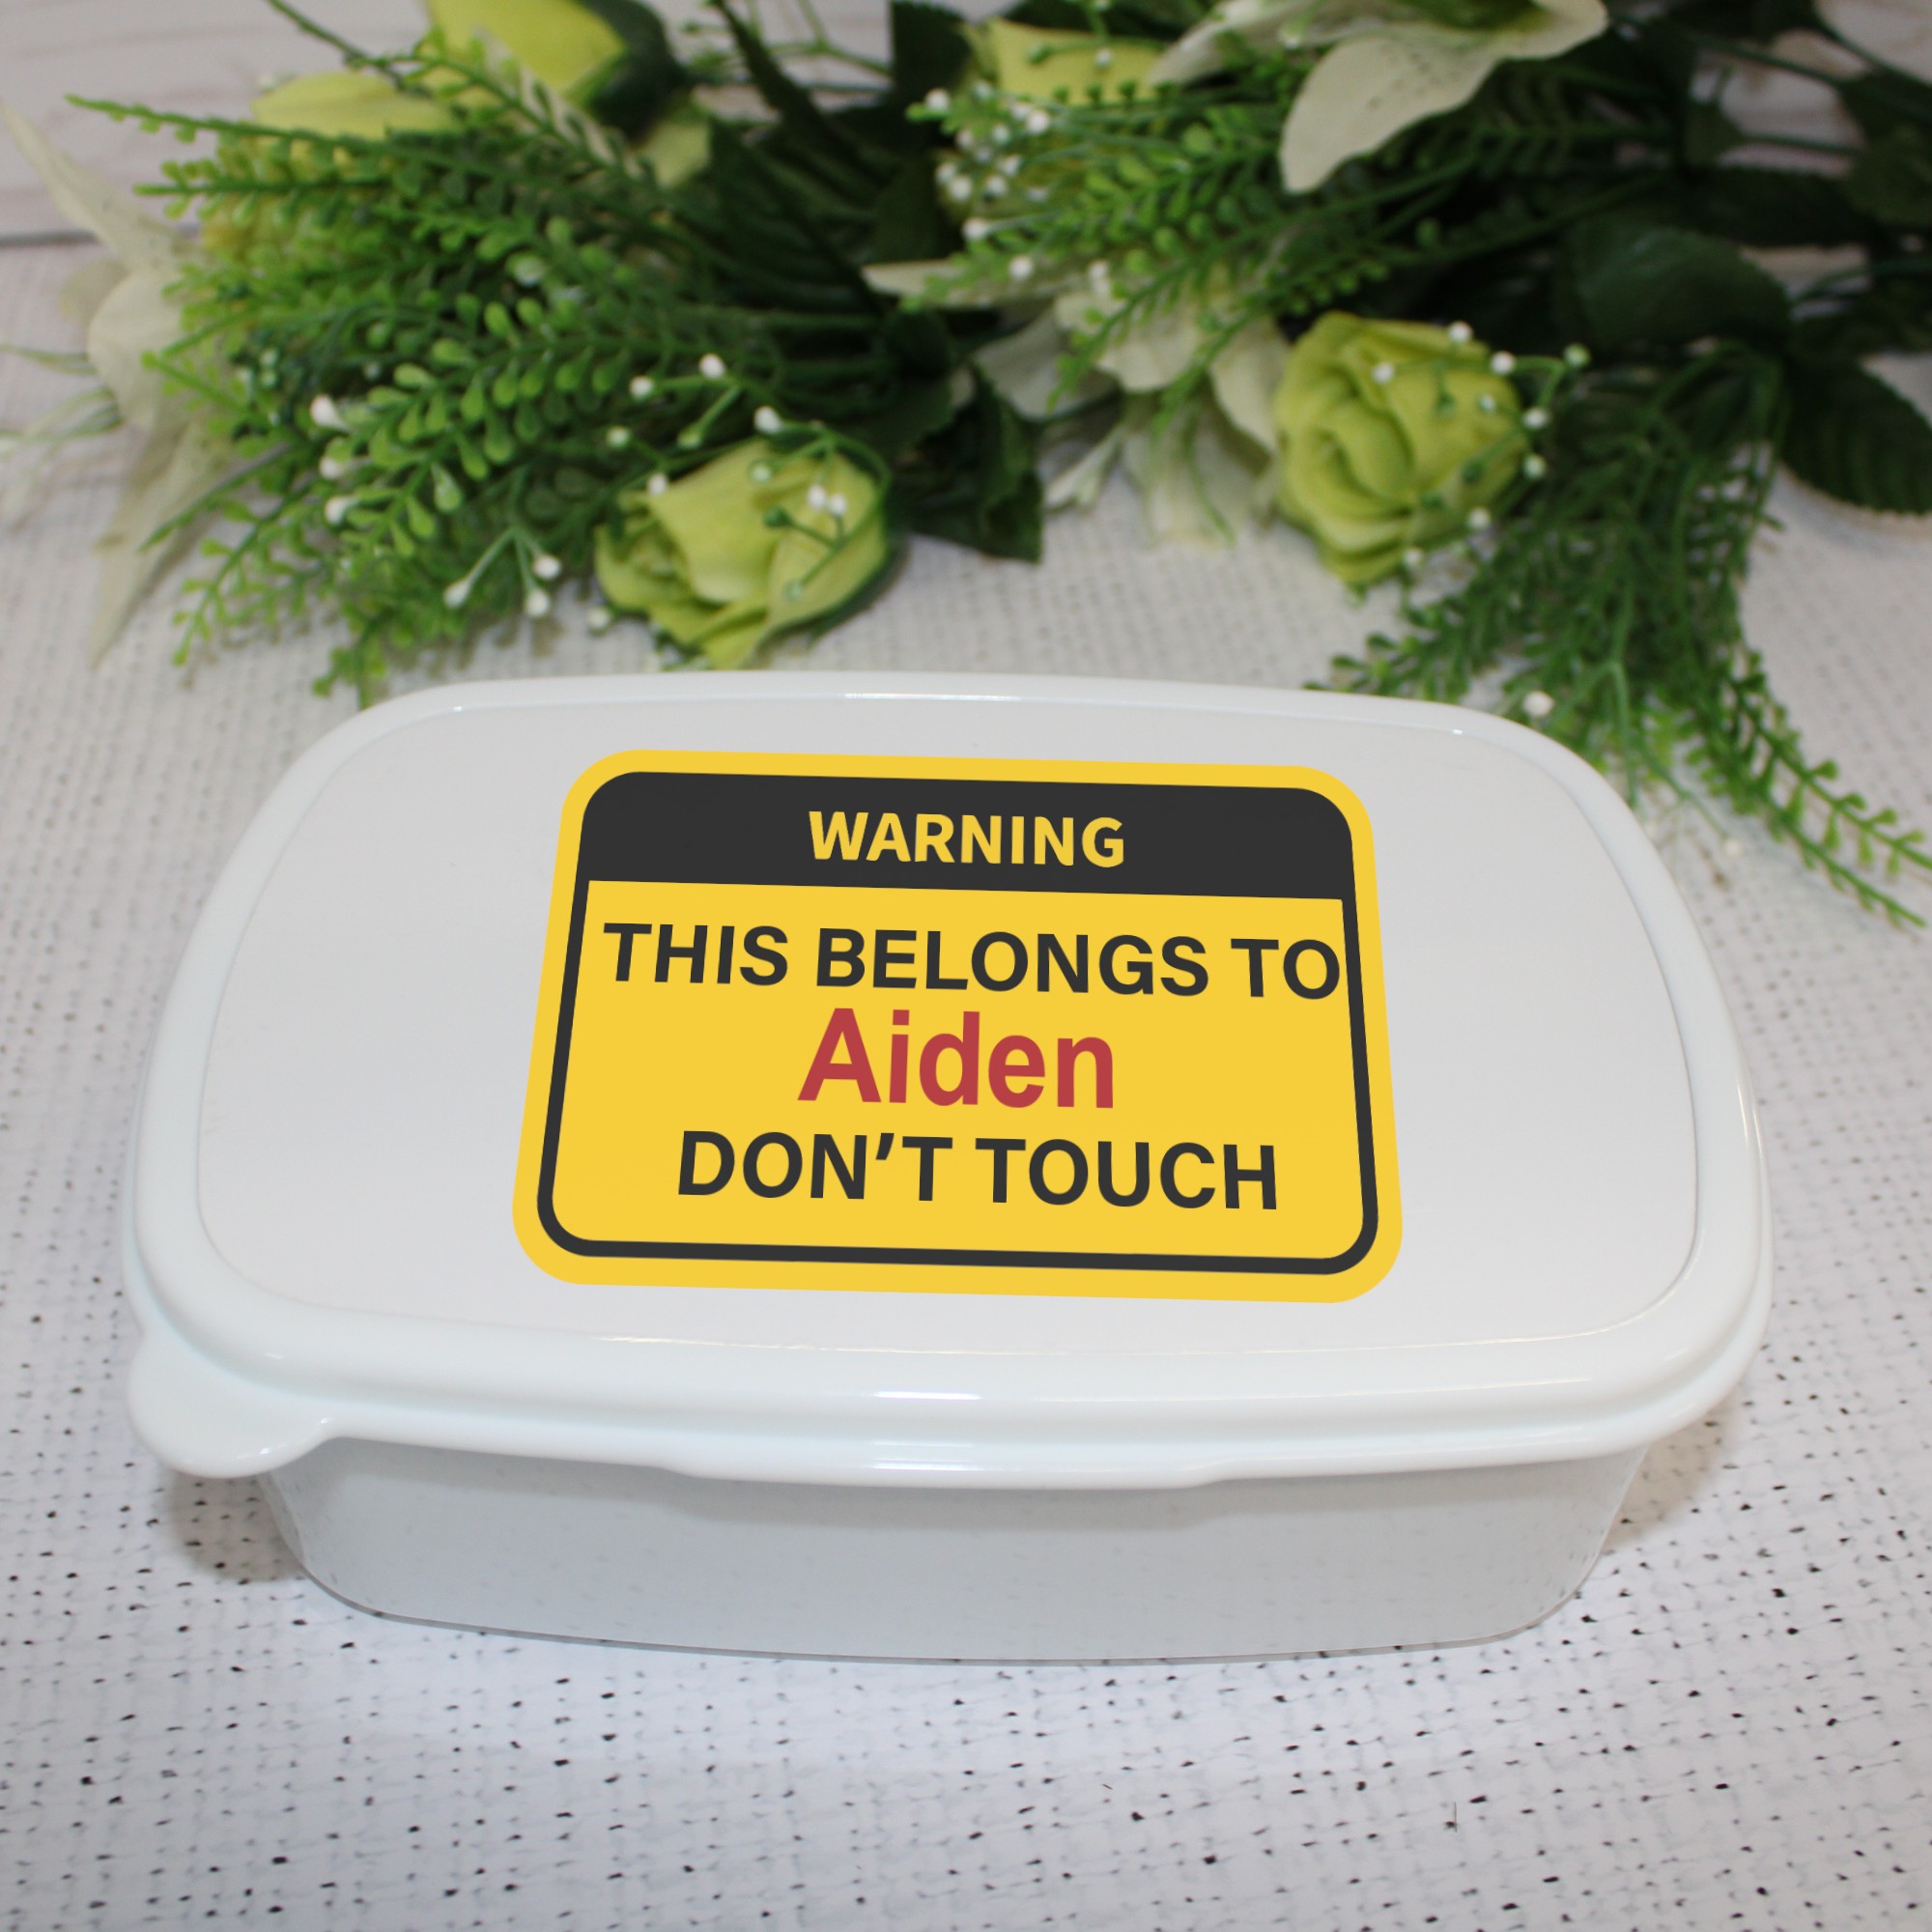 WARNING
THIS BELONGS TO
Aiden
DON'T TOUCH